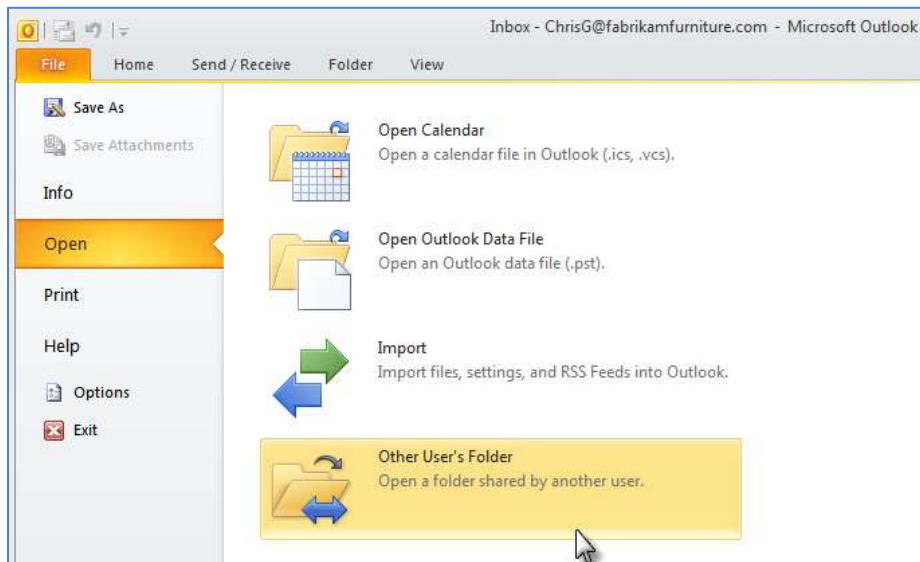 Inbox - ChrisG@fabrikamfurniture.com - Microsoft Outlook
File Home Send / Receive Folder View
Save As
Save Attachments
Info
Open
Print
Help
Options
Exit
Open Calendar
Open a calendar file in Outlook (.ics, .vcs).
Open Outlook Data File
Open an Outlook data file (.pst).
Import
Import files, settings, and RSS Feeds into Outlook.
Other User's Folder
Open a folder shared by another user.